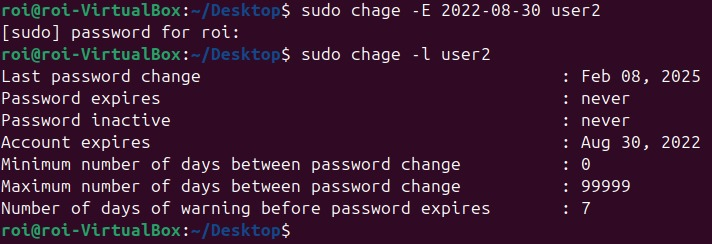 roi@roi-VirtualBox:~/Desktop$ sudo chage -E 2022-08-30 user2
[sudo] password for roi:
roi@roi-VirtualBox:~/Desktop$ sudo chage -l user2
Last password change : Feb 08, 2025
Password expires : never
Password inactive : never
Account expires : Aug 30, 2022
Minimum number of days between password change : 0
Maximum number of days between password change : 99999
Number of days of warning before password expires : 7
roi@roi-VirtualBox:~/Desktop$